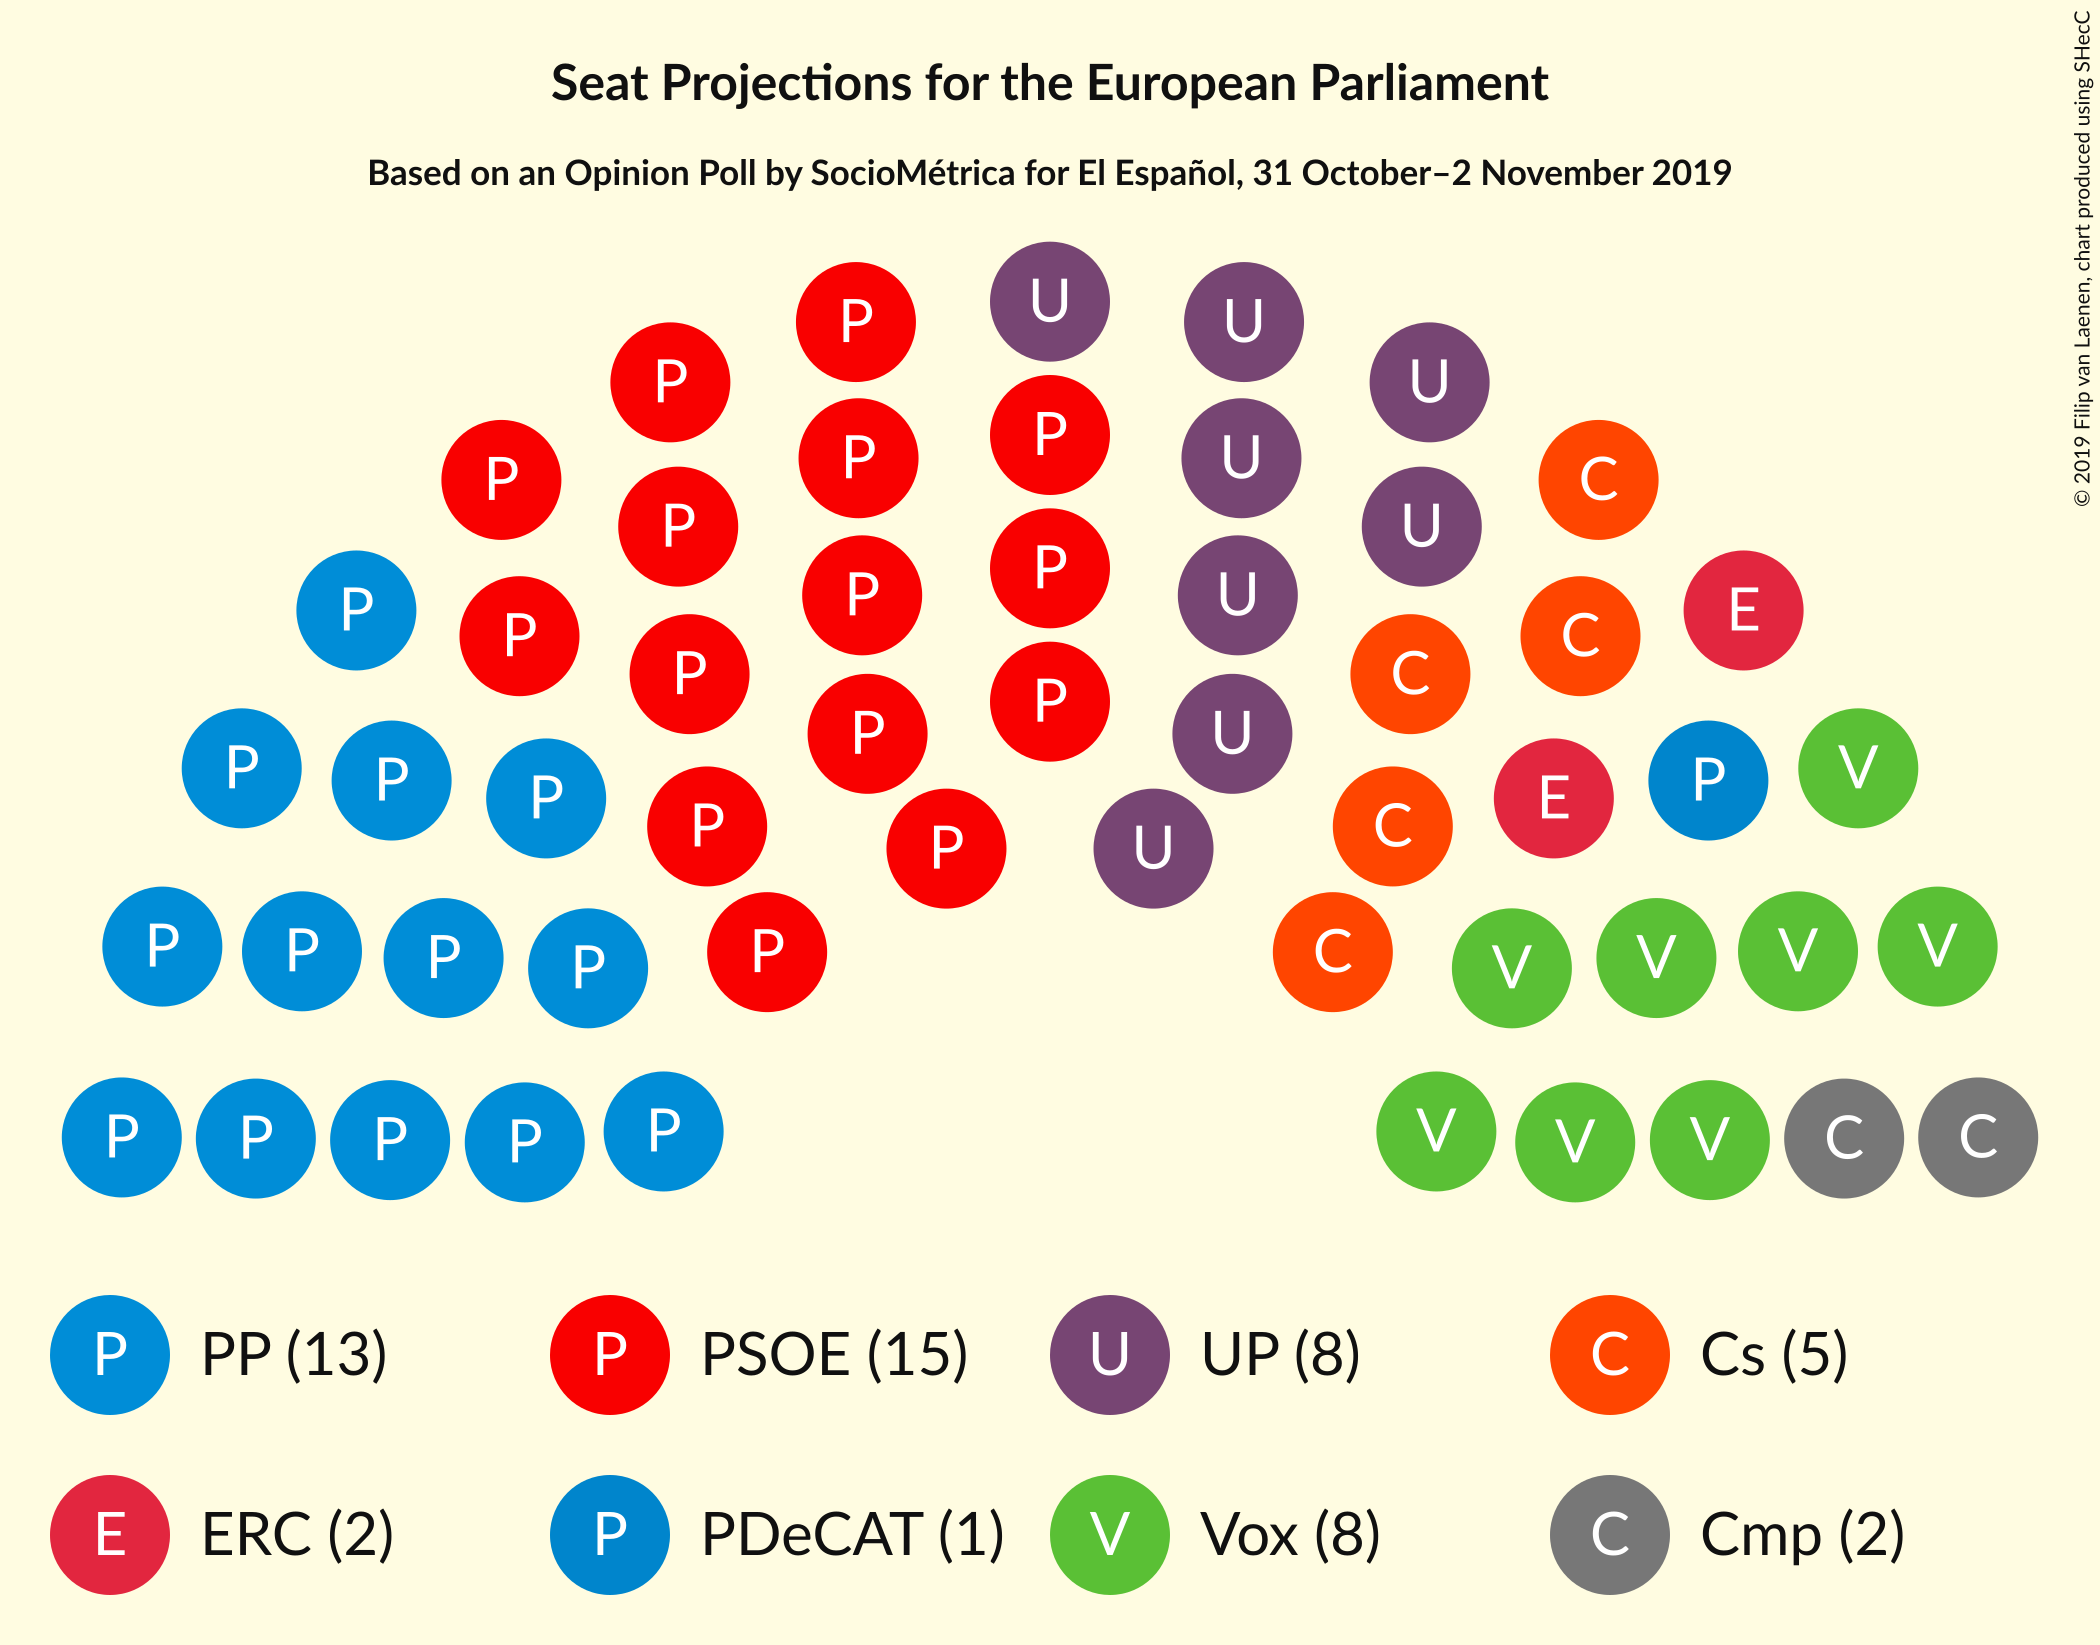 Seat Projections for the European Parliament
Based on an Opinion Poll by SocioMétrica for El Español, 31 October–2 November 2019
© 2019 Filip van Laenen, chart produced using SHecC
U
P U
P U
P P U C
P P U
P P U
P P U E
P C
P P U
P C
P P V
P P P
P E
P C
P U
P P V V
P P C V V
P P V
P P V
P P V C C
P V
P PP (13) P PSOE (15) U UP (8) C Cs (5)
E ERC (2) P PDeCAT (1) V Vox (8) C Cmp (2)